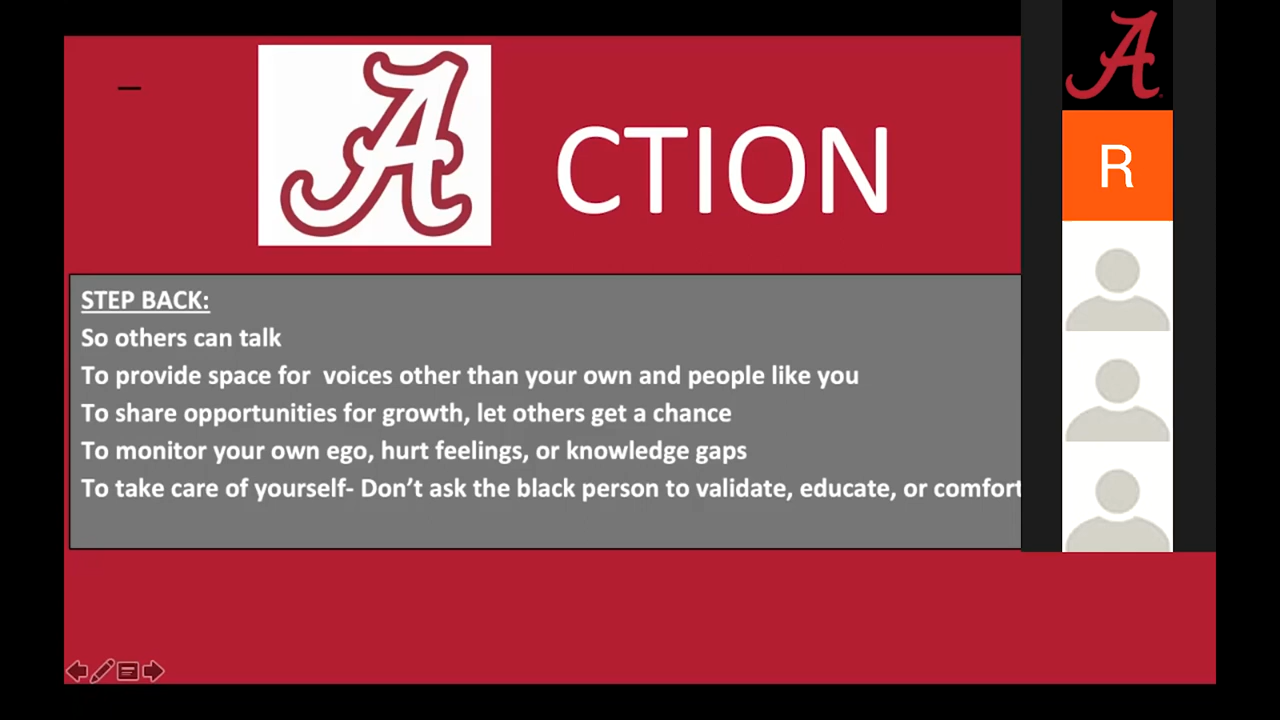 A CTION
STEP BACK:
So others can talk
To provide space for  voices other than your own and people like you
To share opportunities for growth, let others get a chance
To monitor your own ego, hurt feelings, or knowledge gaps
To take care of yourself- Don’t ask the black person to validate, educate, or comfort
A
R